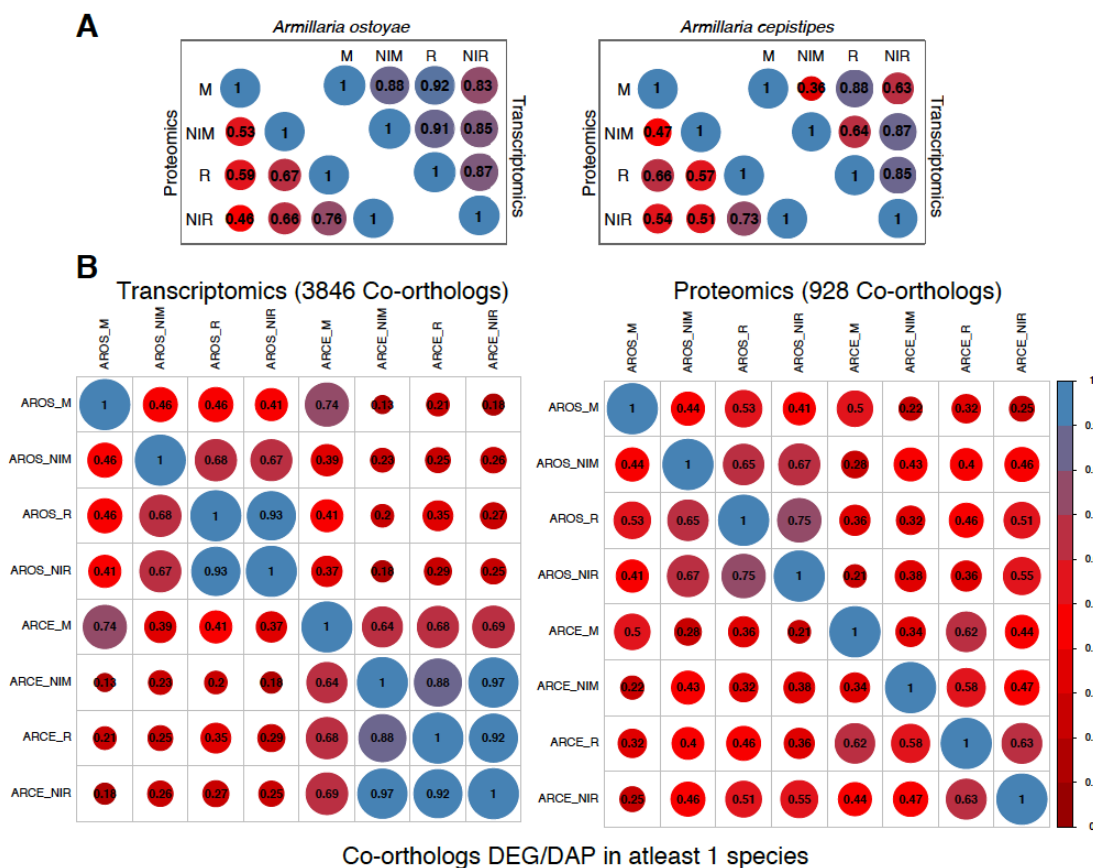 A
Armillaria ostoyae
Armillaria cepistipes
M NIM R NIR
M NIM R NIR
Proteomics
Transcriptomics
Proteomics
Transcriptomics
M 1 1 0.88 0.92 0.83
NIM 0.53 1 1 0.91 0.85
R 0.59 0.67 1 1 0.87
NIR 0.46 0.66 0.76 1 1
M 1 1 0.36 0.88 0.63
NIM 0.47 1 1 0.64 0.87
R 0.66 0.57 1 1 0.85
NIR 0.54 0.51 0.73 1 1
B
Transcriptomics (3846 Co-orthologs)
AROS_M AROS_NIM AROS_R AROS_NIR ARCE_M ARCE_NIM ARCE_R ARCE_NIR
AROS_M 1 0.46 0.46 0.41 0.74 0.13 0.21 0.18
AROS_NIM 0.46 1 0.68 0.67 0.39 0.23 0.25 0.26
AROS_R 0.46 0.68 1 0.93 0.41 0.2 0.35 0.27
AROS_NIR 0.41 0.67 0.93 1 0.37 0.18 0.29 0.25
ARCE_M 0.74 0.39 0.41 0.37 1 0.64 0.68 0.69
ARCE_NIM 0.13 0.23 0.2 0.18 0.64 1 0.88 0.97
ARCE_R 0.21 0.25 0.35 0.29 0.68 0.88 1 0.92
ARCE_NIR 0.18 0.26 0.27 0.25 0.69 0.97 0.92 1
Proteomics (928 Co-orthologs)
AROS_M AROS_NIM AROS_R AROS_NIR ARCE_M ARCE_NIM ARCE_R ARCE_NIR
AROS_M 1 0.44 0.53 0.41 0.5 0.22 0.32 0.25
AROS_NIM 0.44 1 0.65 0.67 0.28 0.43 0.4 0.46
AROS_R 0.53 0.65 1 0.75 0.36 0.32 0.46 0.51
AROS_NIR 0.41 0.67 0.75 1 0.21 0.38 0.36 0.55
ARCE_M 0.5 0.28 0.36 0.21 1 0.34 0.62 0.44
ARCE_NIM 0.22 0.43 0.32 0.38 0.34 1 0.58 0.47
ARCE_R 0.32 0.4 0.46 0.36 0.62 0.58 1 0.63
ARCE_NIR 0.25 0.46 0.51 0.55 0.44 0.47 0.63 1
Co-orthologs DEG/DAP in atleast 1 species